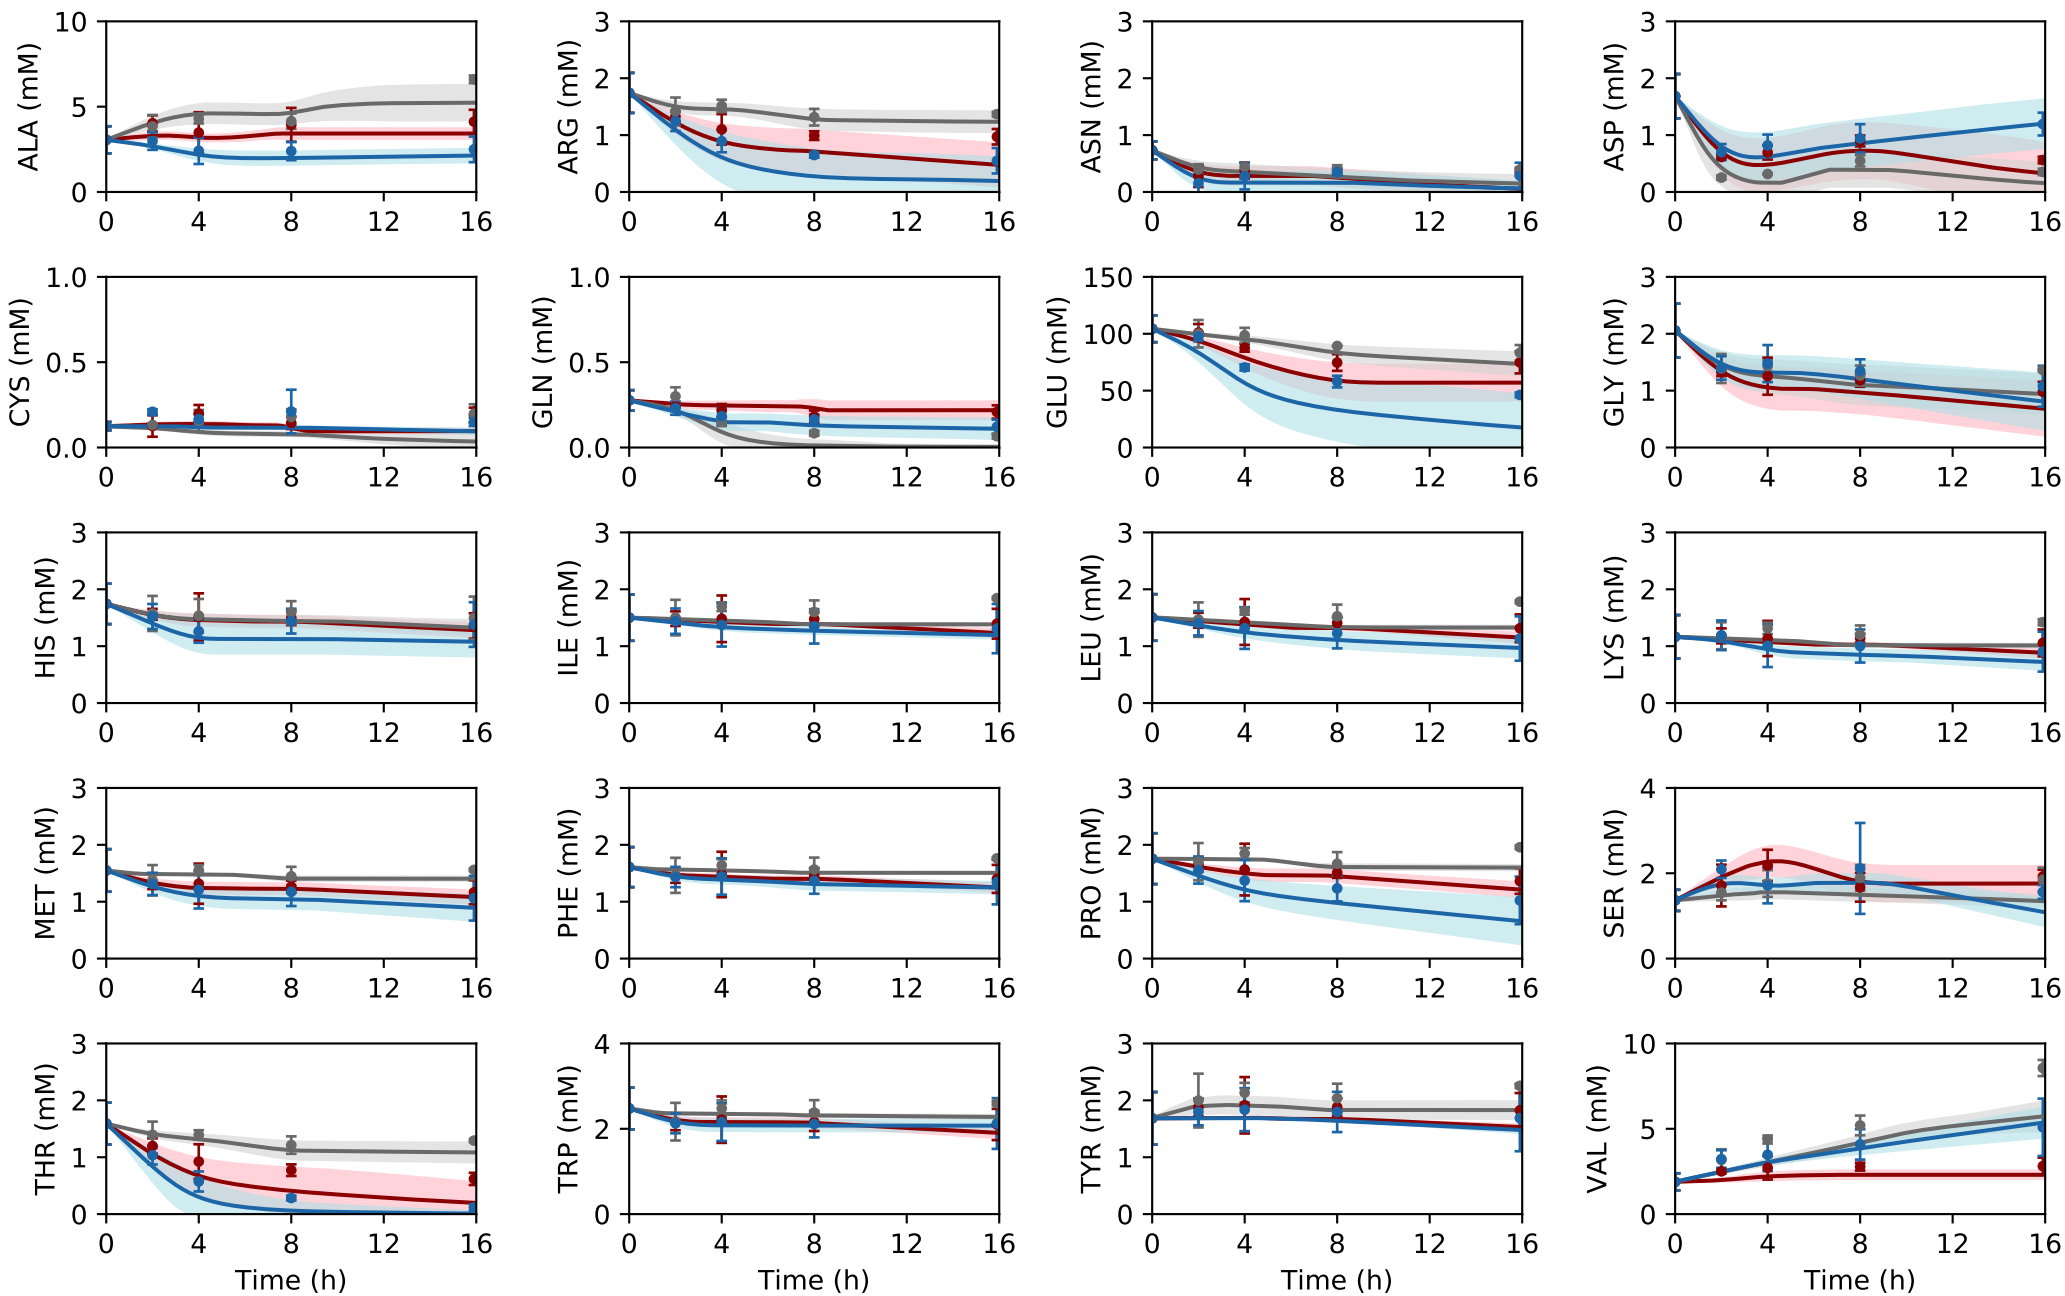 ALA (mM)
10
5
0
0 4 8 12 16
ARG (mM)
3
2
1
0
0 4 8 12 16
ASN (mM)
3
2
1
0
0 4 8 12 16
ASP (mM)
3
2
1
0
0 4 8 12 16
CYS (mM)
1.0
0.5
0.0
0 4 8 12 16
GLN (mM)
1.0
0.5
0.0
0 4 8 12 16
GLU (mM)
150
100
50
0
0 4 8 12 16
GLY (mM)
3
2
1
0
0 4 8 12 16
HIS (mM)
3
2
1
0
0 4 8 12 16
ILE (mM)
3
2
1
0
0 4 8 12 16
LEU (mM)
3
2
1
0
0 4 8 12 16
LYS (mM)
3
2
1
0
0 4 8 12 16
MET (mM)
3
2
1
0
0 4 8 12 16
PHE (mM)
3
2
1
0
0 4 8 12 16
PRO (mM)
3
2
1
0
0 4 8 12 16
SER (mM)
4
2
0
0 4 8 12 16
THR (mM)
3
2
1
0
0 4 8 12 16
Time (h)
TRP (mM)
4
2
0
0 4 8 12 16
Time (h)
TYR (mM)
3
2
1
0
0 4 8 12 16
Time (h)
VAL (mM)
10
5
0
0 4 8 12 16
Time (h)